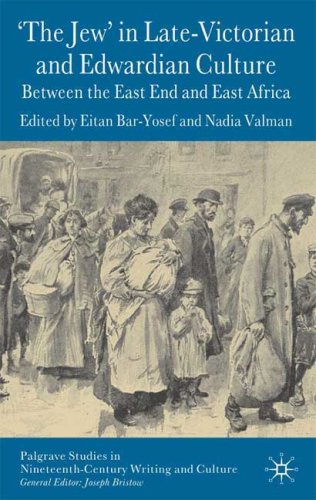 ‘The Jew’ in Late-Victorian
and Edwardian Culture
Between the East End and East Africa
Edited by Eitan Bar-Yosef and Nadia Valman
Palgrave Studies in
Nineteenth-Century Writing and Culture
General Editor: Joseph Bristow